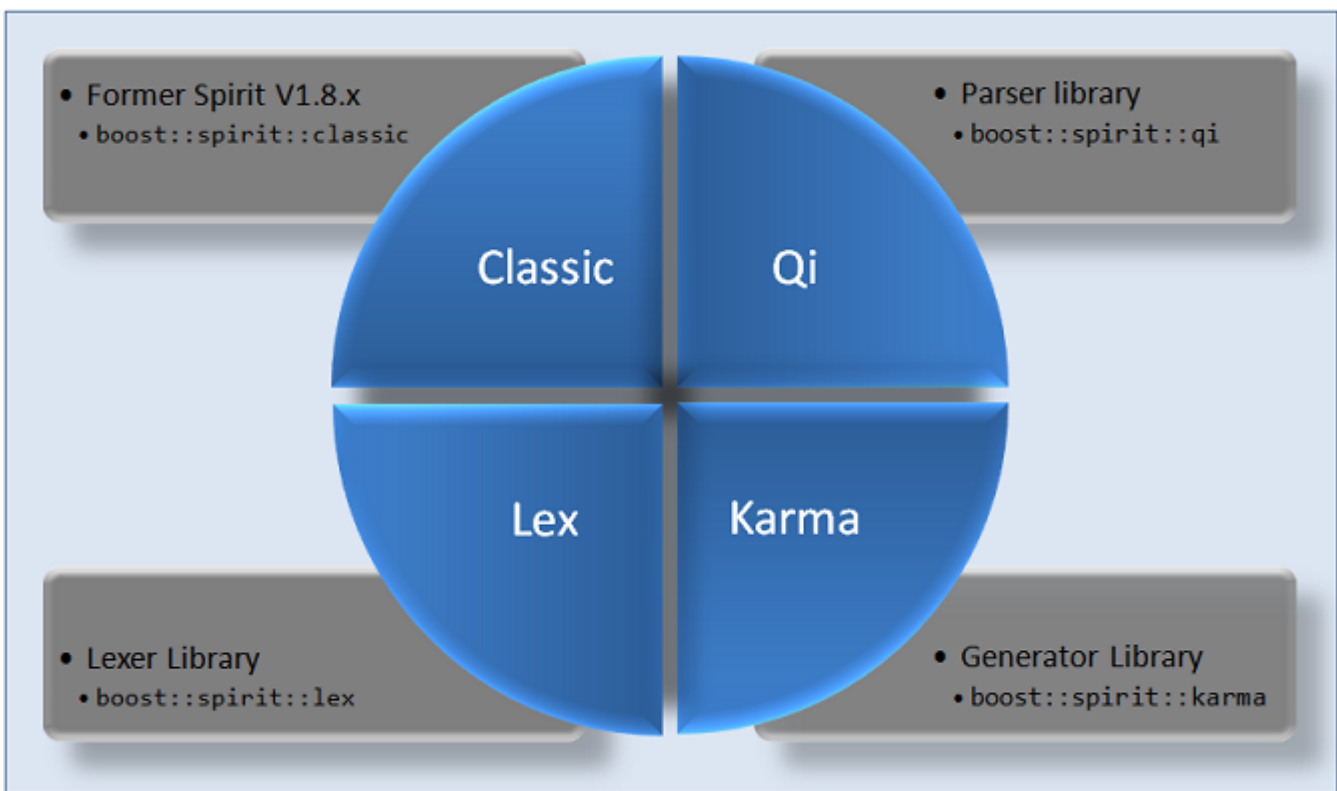 • Former Spirit V1.8.x
• boost::spirit::classic
• Parser library
• boost::spirit::qi
Classic
Qi
Lex
Karma
• Lexer Library
• boost::spirit::lex
• Generator Library
• boost::spirit::karma